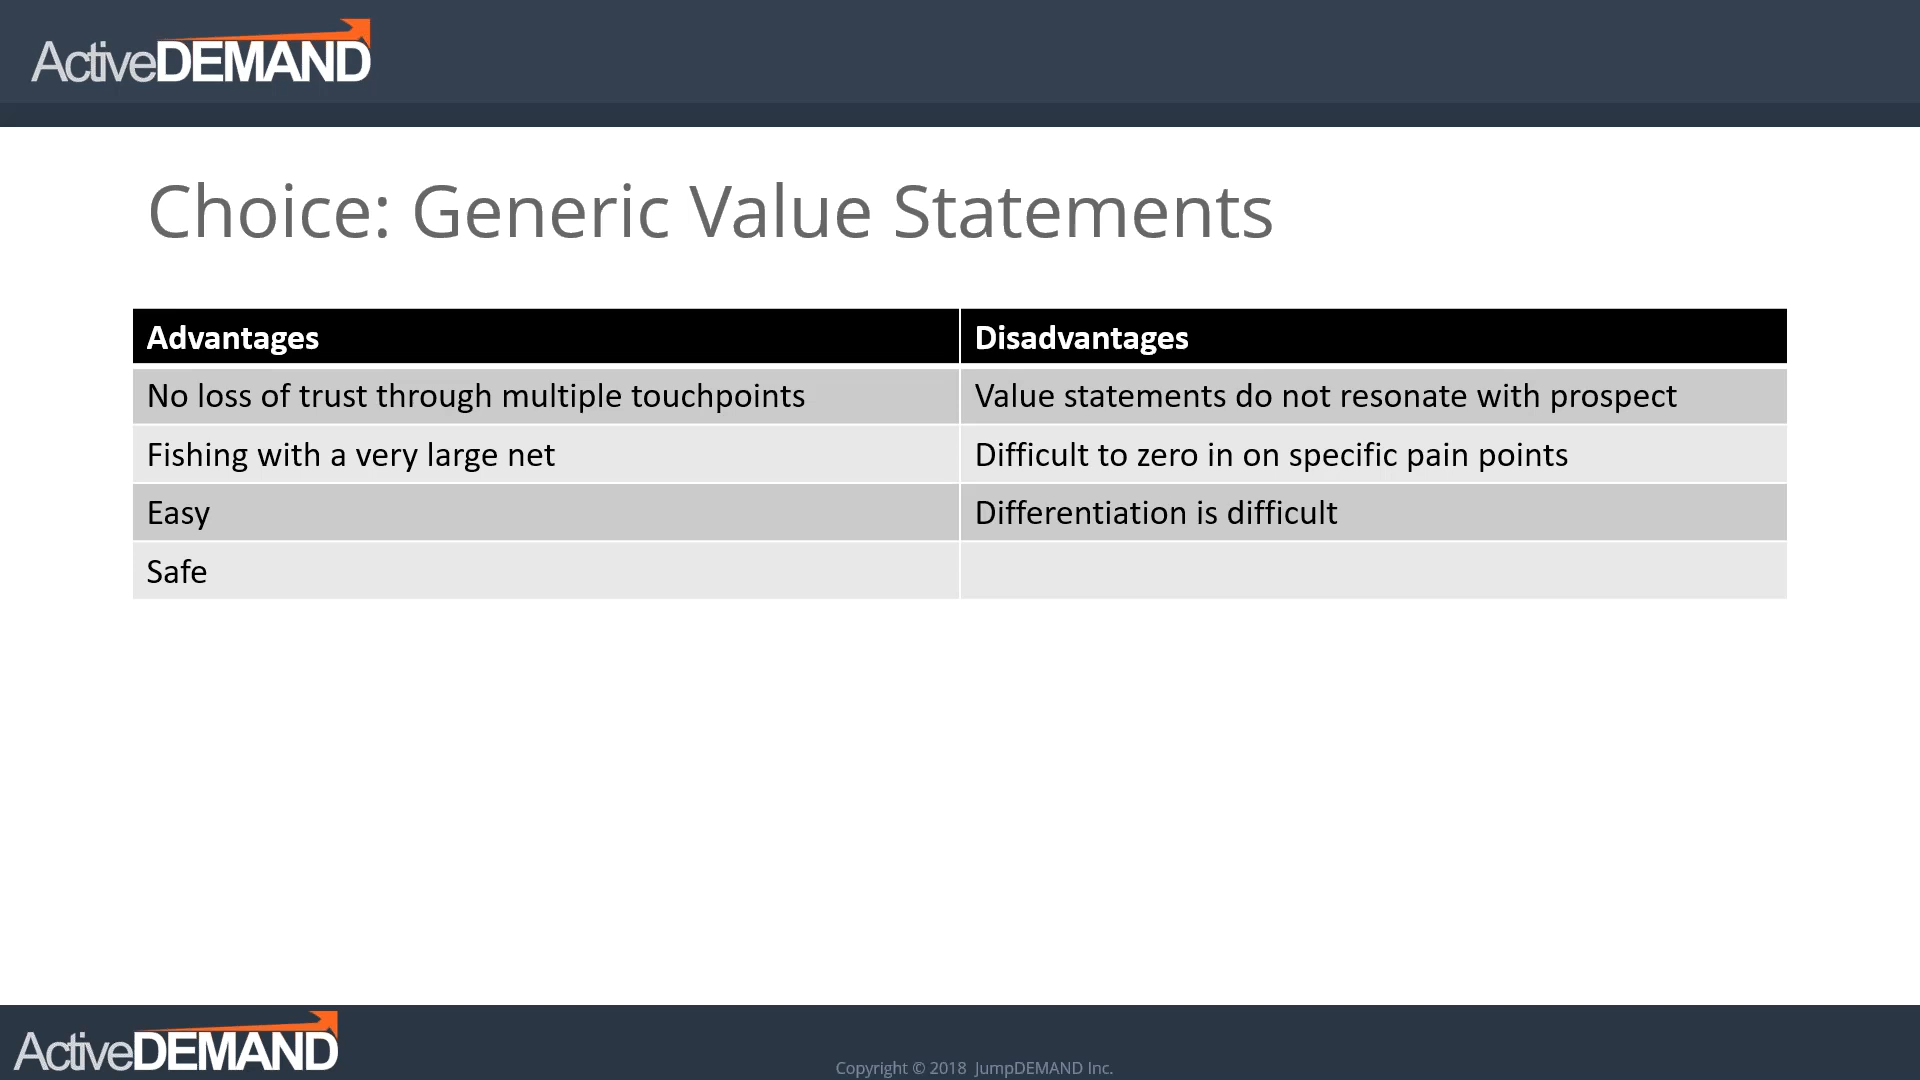 ActiveDEMAND
Choice: Generic Value Statements
Advantages
Disadvantages
No loss of trust through multiple touchpoints
Value statements do not resonate with prospect
Fishing with a very large net
Difficult to zero in on specific pain points
Easy
Differentiation is difficult
Safe
ActiveDEMAND
Copyright © 2018 JumpDEMAND Inc.